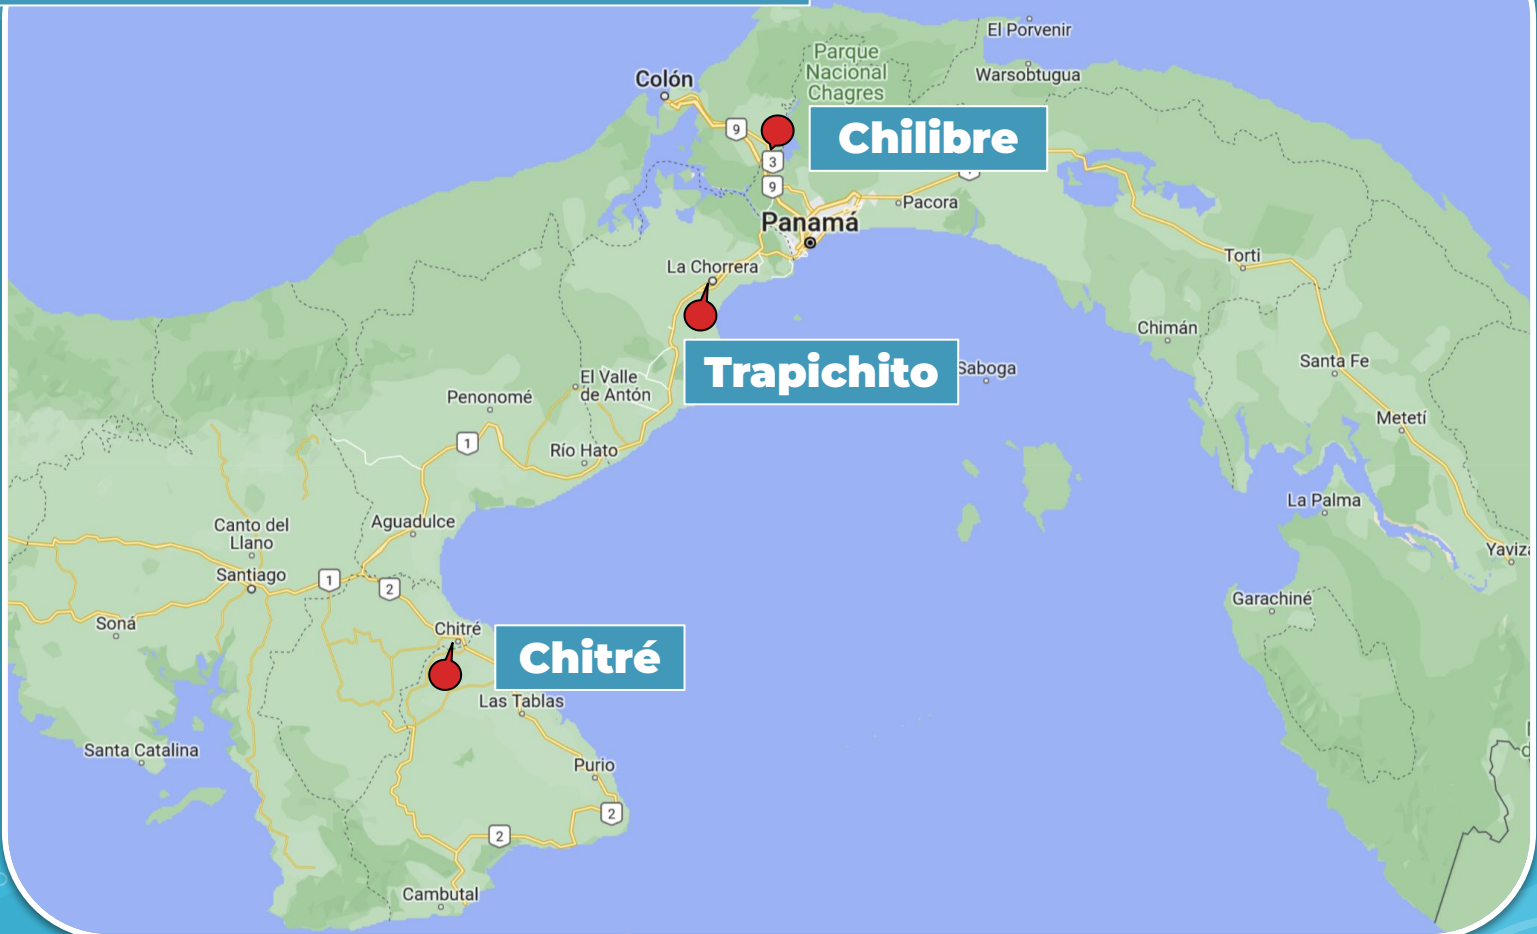 El Porvenir
Parque
Nacional
Chagres
Warsobtugua
Colón
9
Chilibre
3
9
Pacora
Panamá
La Chorrera
Torti
Chimán
Trapichito
Saboga
Santa Fe
El Valle
de Antón
Penonomé
Metetí
1
Río Hato
La Palma
Canto del
Llano
Aguadulce
Yaviza
Santiago
1
2
Garachiné
Soná
Chitré
Chitré
Las Tablas
Santa Catalina
Purio
2
2
Cambutal